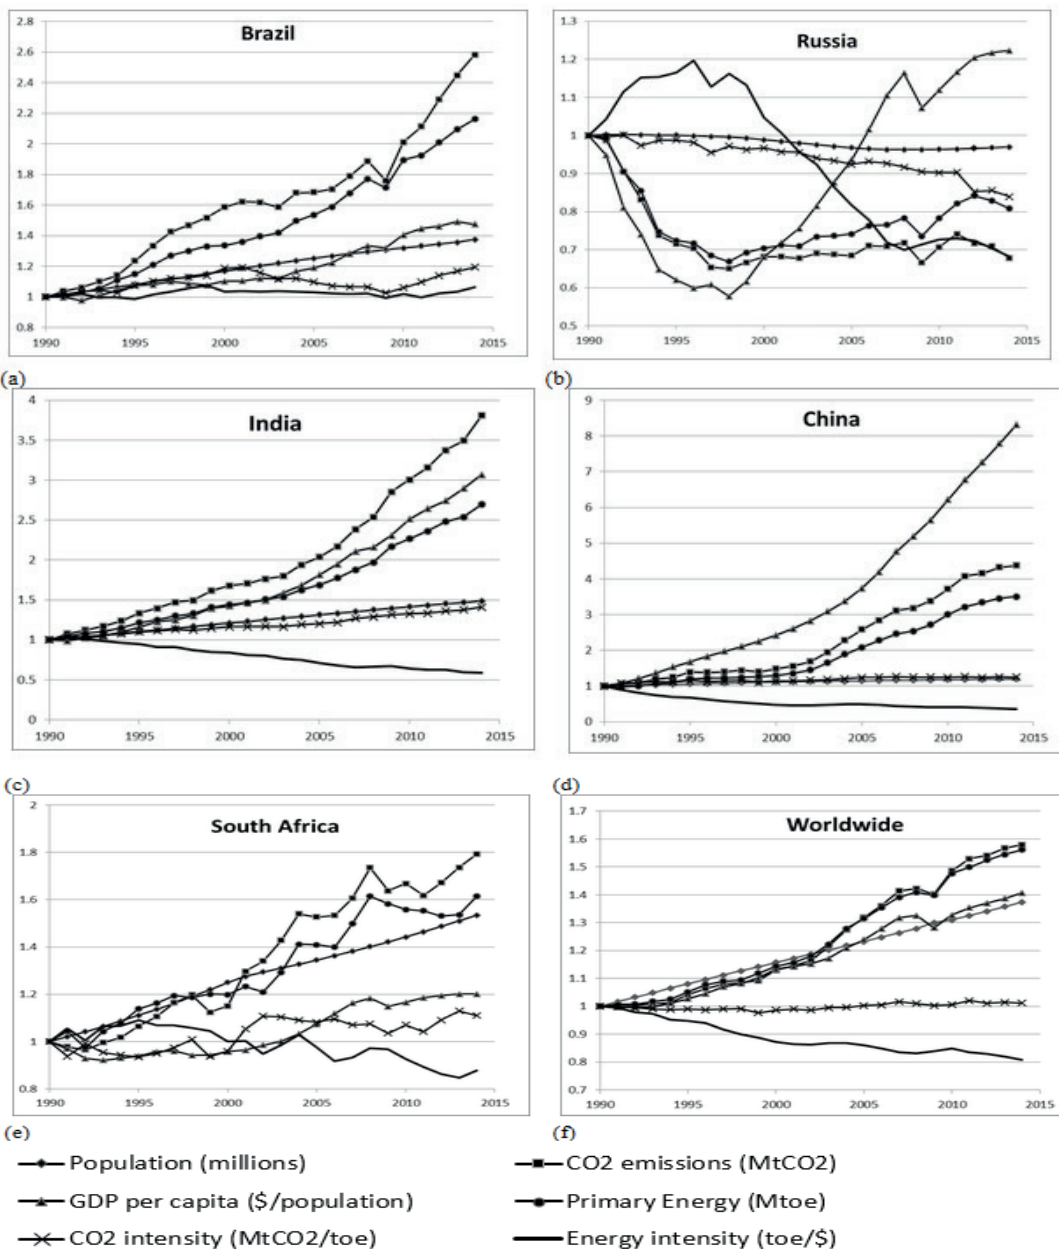 Brazil
2.8
2.6
2.4
2.2
2
1.8
1.6
1.4
1.2
1
0.8
1990 1995 2000 2005 2010 2015
(a)
Russia
1.3
1.2
1.1
1
0.9
0.8
0.7
0.6
0.5
1990 1995 2000 2005 2010 2015
(b)
India
4
3.5
3
2.5
2
1.5
1
0.5
0
1990 1995 2000 2005 2010 2015
(c)
China
9
8
7
6
5
4
3
2
1
0
1990 1995 2000 2005 2010 2015
(d)
South Africa
2
1.8
1.6
1.4
1.2
1
0.8
1990 1995 2000 2005 2010 2015
(e)
Worldwide
1.7
1.6
1.5
1.4
1.3
1.2
1.1
1
0.9
0.8
0.7
1990 1995 2000 2005 2010 2015
(f)
Population (millions)
CO2 emissions (MtCO2)
GDP per capita ($/population)
Primary Energy (Mtoe)
CO2 intensity (MtCO2/toe)
Energy intensity (toe/$)